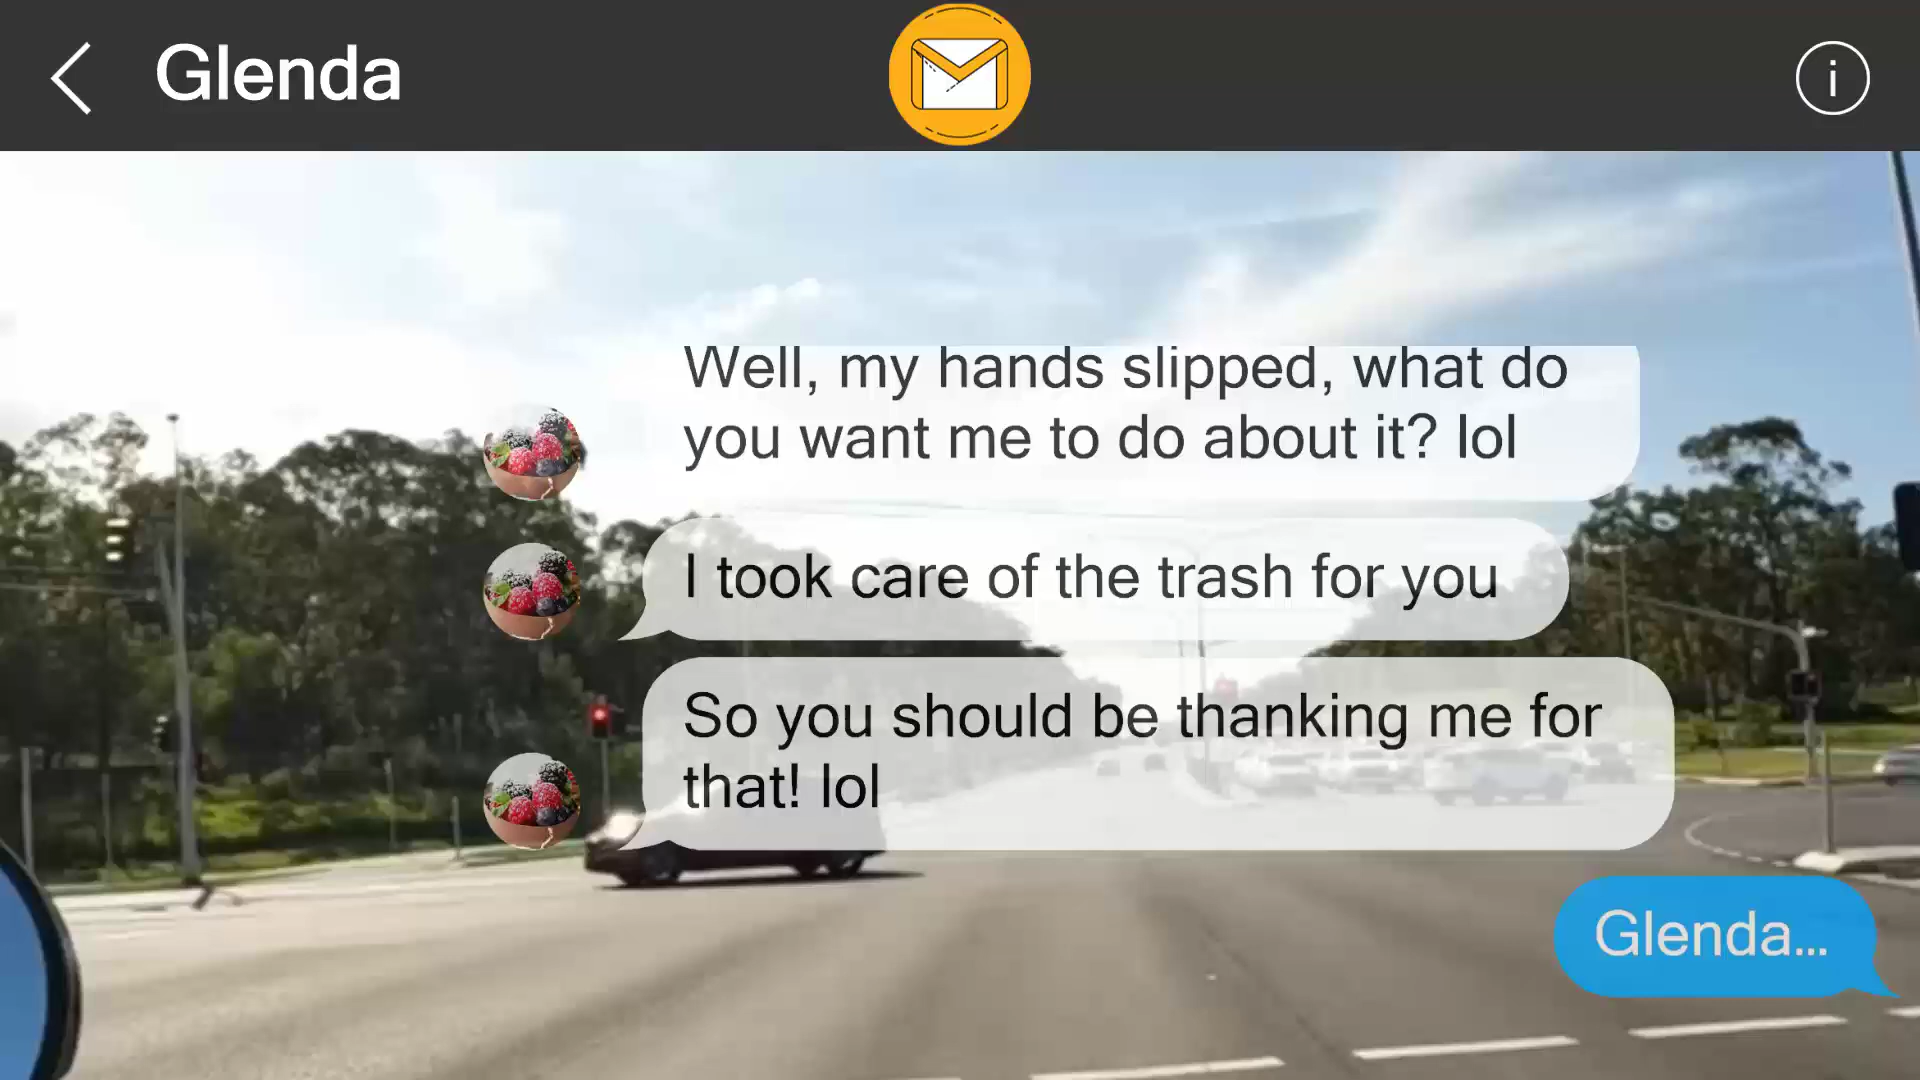 Glenda
i
Well, my hands slipped, what do
you want me to do about it? lol
I took care of the trash for you
So you should be thanking me for
that! lol
Glenda...